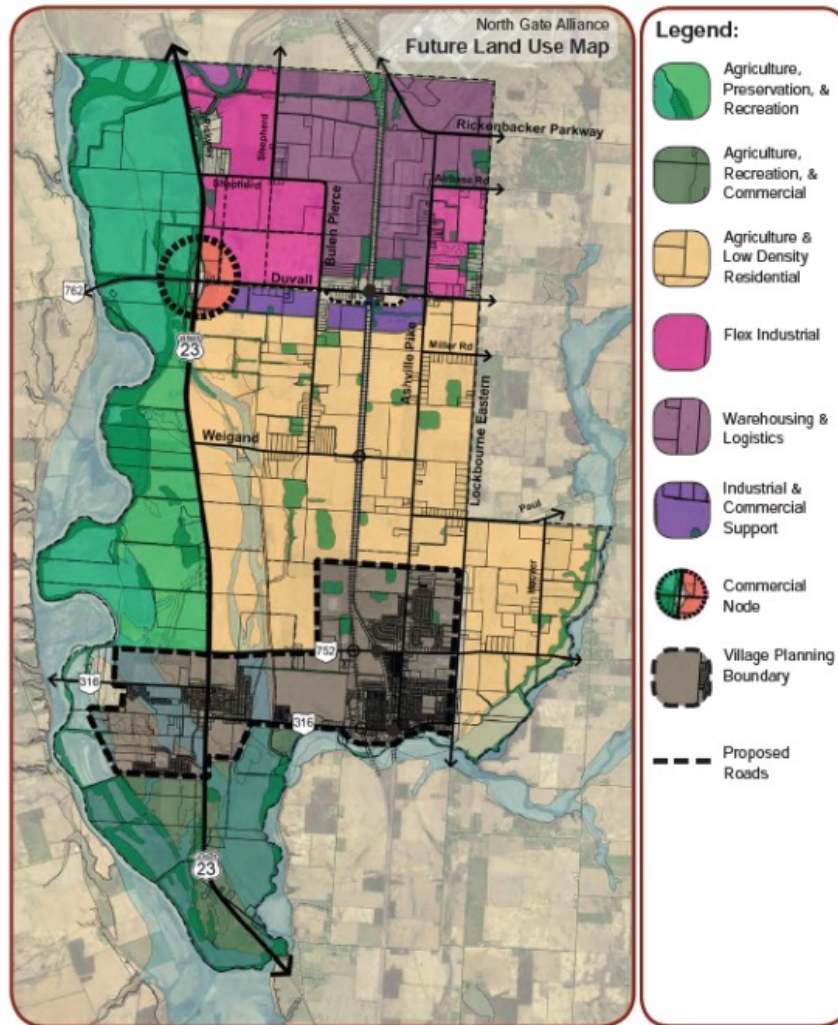 North Gate Alliance
Future Land Use Map
Rickenbacker Parkway
Shepherd
Airbase Rd
Shepherd
Bulen Pierce
Duvall
762
23
Miller Rd
Ashville Pike
Weigand
Lockbourne Eastern
Paul
Hoover
752
316
316
23
Legend:
Agriculture,
Preservation, &
Recreation
Agriculture,
Recreation, &
Commercial
Agriculture &
Low Density
Residential
Flex Industrial
Warehousing &
Logistics
Industrial &
Commercial
Support
Commercial
Node
Village Planning
Boundary
Proposed
Roads